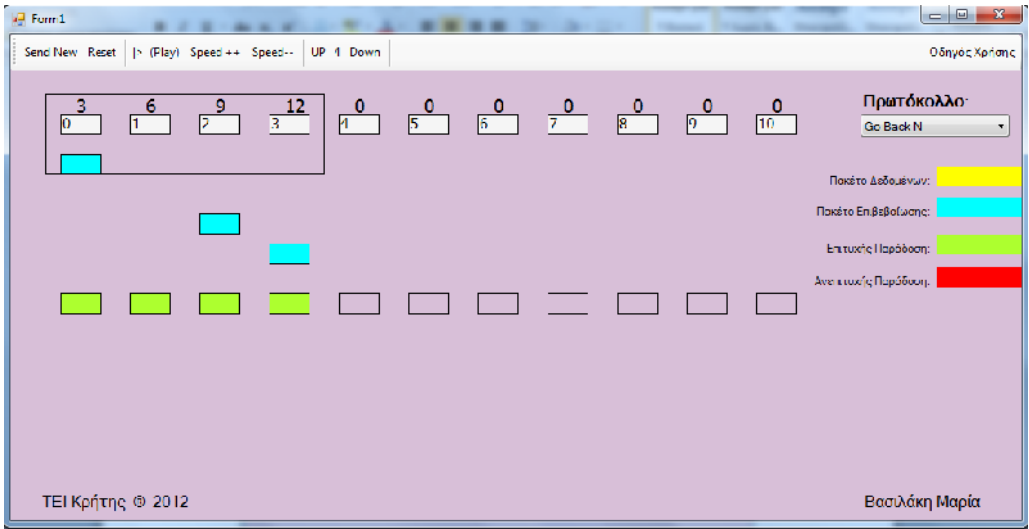 Form1
Send New Reset |> (Play) Speed ++ Speed-- UP 4 Down Οδηγός Χρήσης
3 6 9 12 0 0 0 0 0 0 0 Πρωτόκολλο:
0 1 2 3 4 5 6 7 8 9 10 Go Back N
Πακέτο Δεδομένων:
Πακέτο Επιβεβαίωσης:
Επιτυχής Παράδοση:
Ανεπιτυχής Παράδοση:
ΤΕΙ Κρήτης ® 2012 Βασιλάκη Μαρία